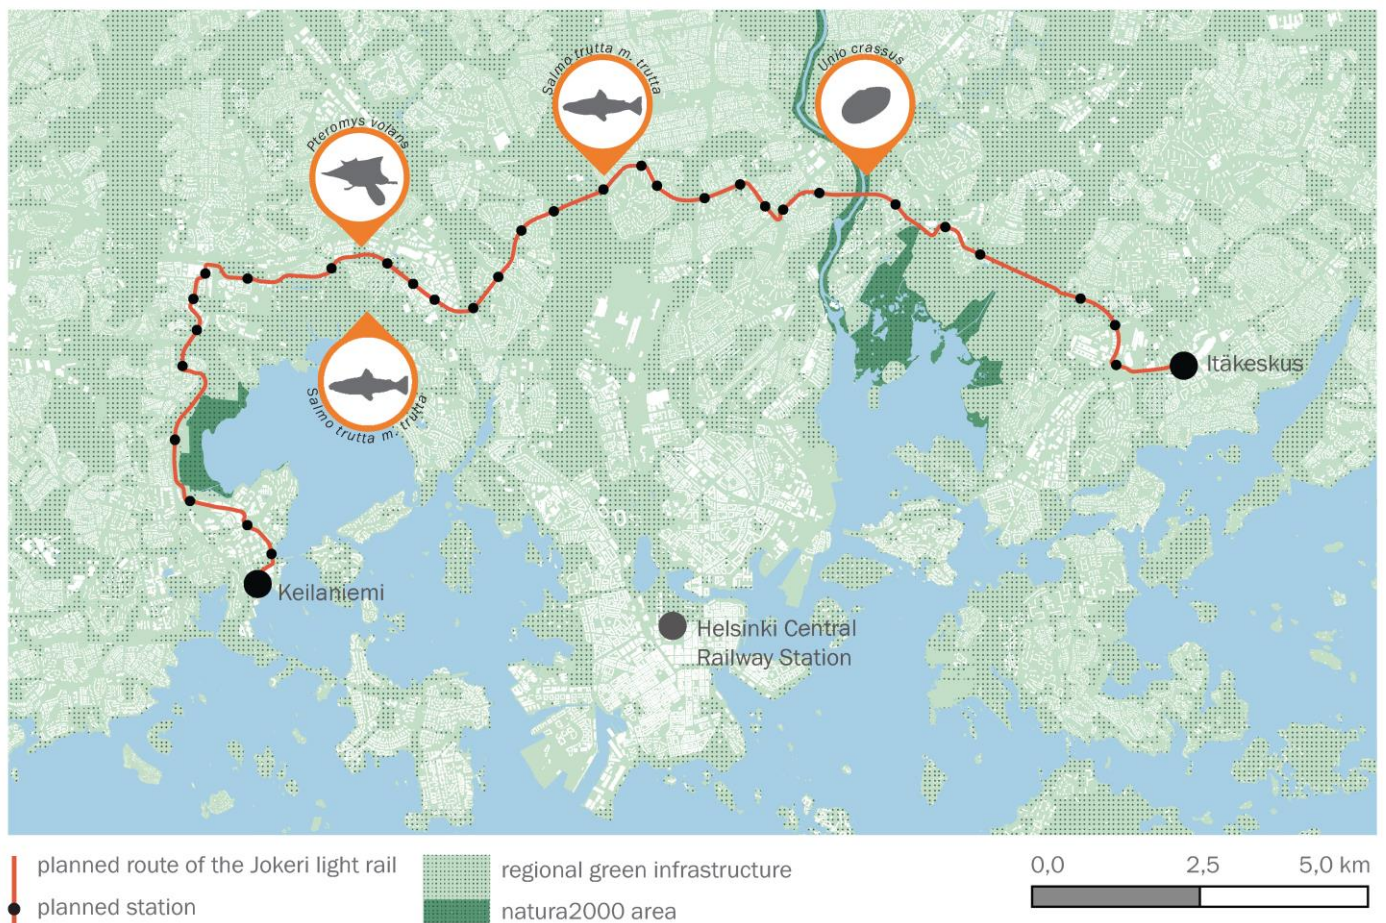 Pteromys volans
Salmo trutta m. trutta
Unio crassus
Salmo trutta m. trutta
Itäkeskus
Keilaniemi
Helsinki Central
Railway Station
planned route of the Jokeri light rail
planned station
regional green infrastructure
natura2000 area
0,0 2,5 5,0 km